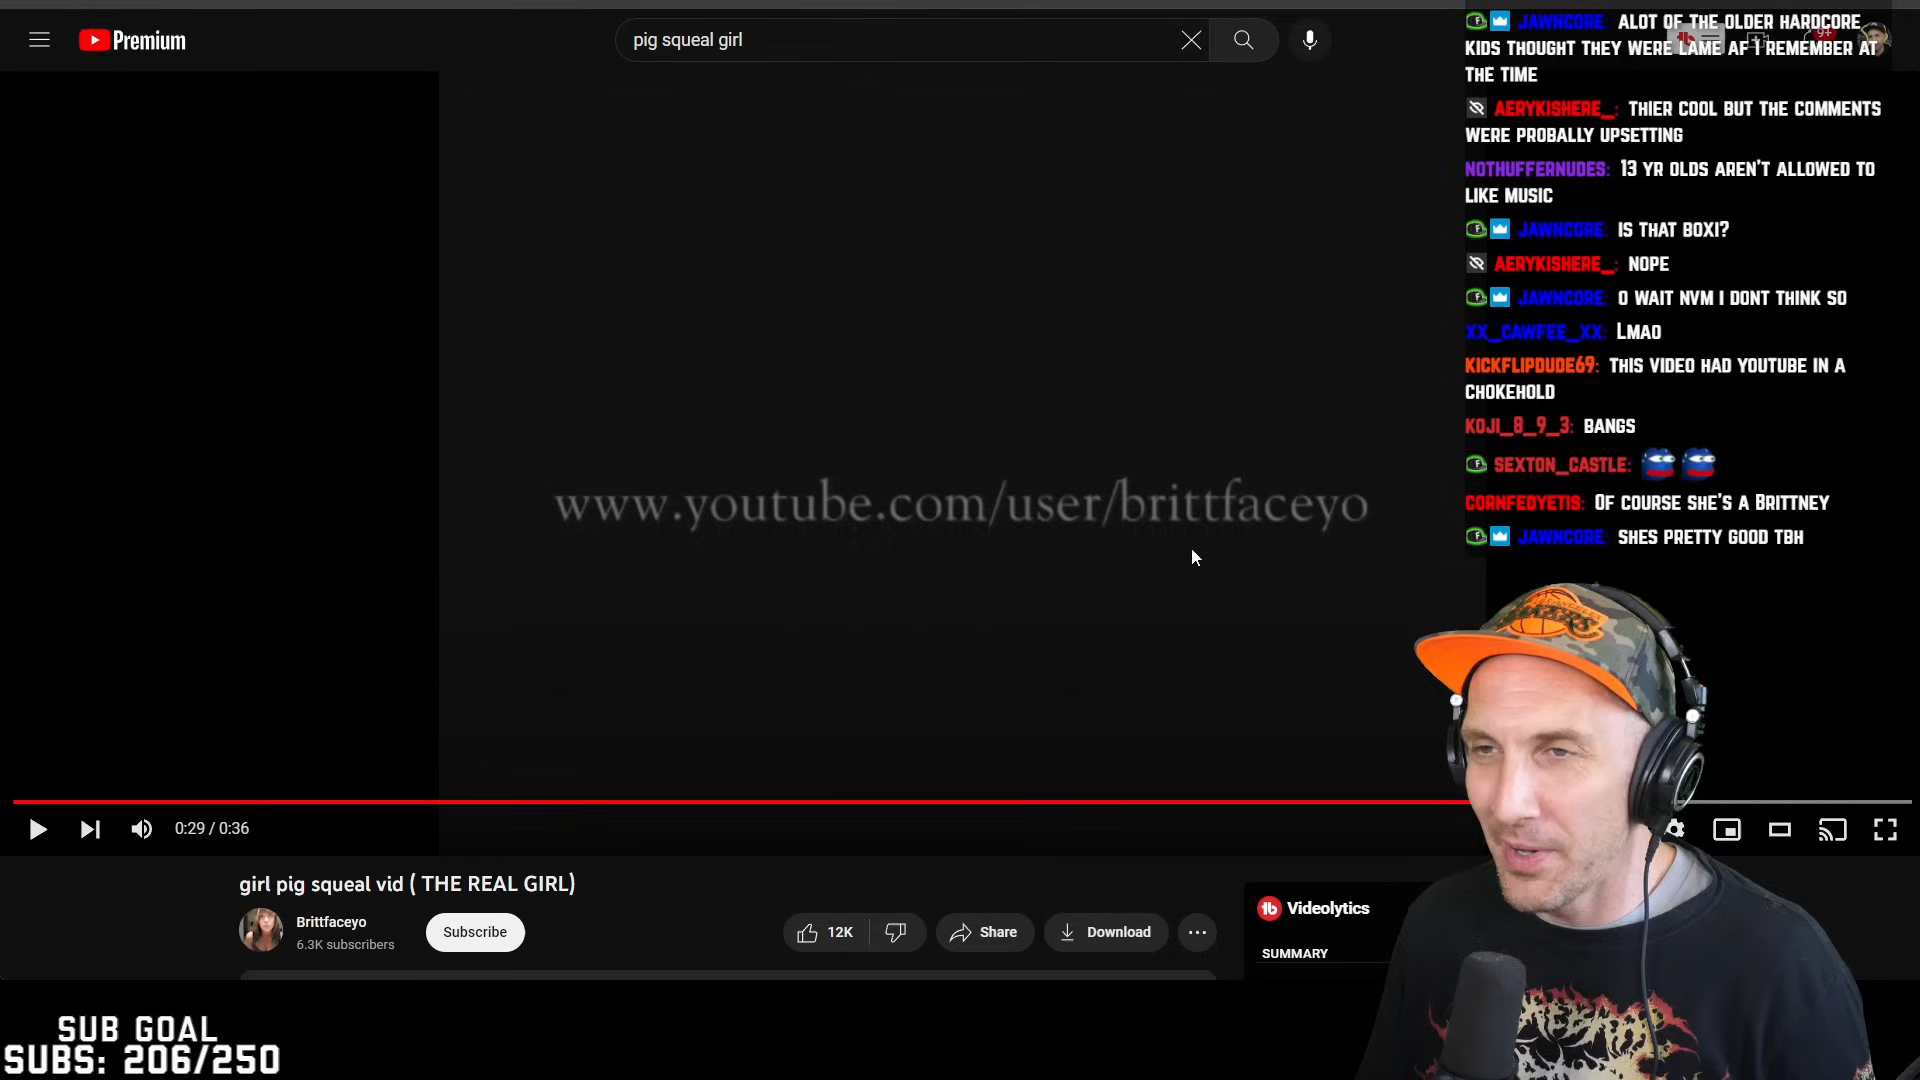 Premium
pig squeal girl
9+
JAWNCORE: ALOT OF THE OLDER HARDCORE
KIDS THOUGHT THEY WERE LAME AF I REMEMBER AT
THE TIME
AERYKISHERE_: THIER COOL BUT THE COMMENTS
WERE PROBALLY UPSETTING
NOTHUFFERNUDES: 13 YR OLDS AREN'T ALLOWED TO
LIKE MUSIC
JAWNCORE: IS THAT BOXI?
AERYKISHERE_: NOPE
JAWNCORE: O WAIT NVM I DONT THINK SO
XX_CAWFEE_XX: LMAO
KICKFLIPDUDE69: THIS VIDEO HAD YOUTUBE IN A
CHOKEHOLD
KOJI_8_9_3: BANGS
SEXTON_CASTLE:
CORNFEDYETIS: OF COURSE SHE'S A BRITTNEY
JAWNCORE: SHES PRETTY GOOD TBH
www.youtube.com/user/brittfaceyo
0:29 / 0:36
girl pig squeal vid ( THE REAL GIRL)
Brittfaceyo
6.3K subscribers
Subscribe
12K
Share
Download
Videolytics
SUMMARY
SUB GOAL
SUBS: 206/250